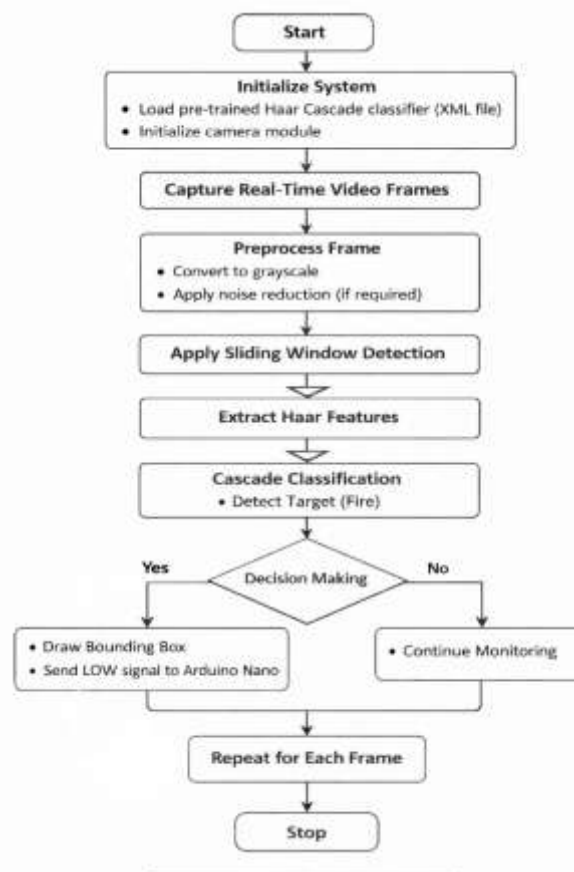 Start
Initialize System
• Load pre-trained Haar Cascade classifier (XML file)
• Initialize camera module
Capture Real-Time Video Frames
Preprocess Frame
• Convert to grayscale
• Apply noise reduction (if required)
Apply Sliding Window Detection
Extract Haar Features
Cascade Classification
• Detect Target (Fire)
Decision Making
Yes
No
• Draw Bounding Box
• Send LOW signal to Arduino Nano
• Continue Monitoring
Repeat for Each Frame
Stop